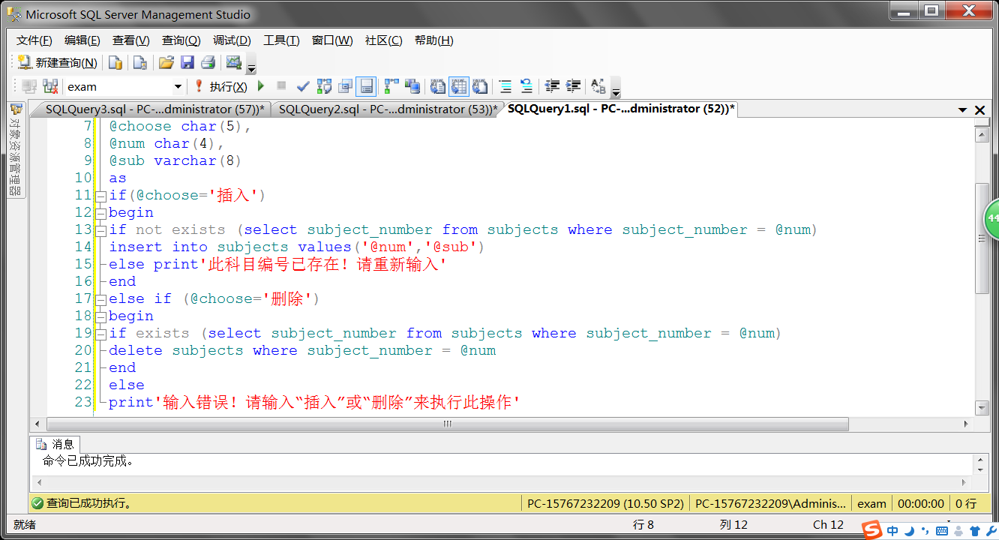 Microsoft SQL Server Management Studio
文件(F) 编辑(E) 查看(V) 查询(Q) 调试(D) 工具(T) 窗口(W) 社区(C) 帮助(H)
新建查询(N)
exam 执行(X)
SQLQuery3.sql - PC-...dministrator (57))* SQLQuery2.sql - PC-...dministrator (53))* SQLQuery1.sql - PC-...dministrator (52))*
对象资源管理器
7 @choose char(5),
8 @num char(4),
9 @sub varchar(8)
10 as
11 if(@choose='插入')
12 begin
13 if not exists (select subject_number from subjects where subject_number = @num)
14 insert into subjects values('@num','@sub')
15 else print'此科目编号已存在！请重新输入'
16 end
17 else if (@choose='删除')
18 begin
19 if exists (select subject_number from subjects where subject_number = @num)
20 delete subjects where subject_number = @num
21 end
22 else
23 print'输入错误！请输入“插入”或“删除”来执行此操作'
44
消息
命令已成功完成。
查询已成功执行。 PC-15767232209 (10.50 SP2) PC-15767232209\Adminis... exam 00:00:00 0 行
就绪 行 8 列 12 Ch 12
S 中